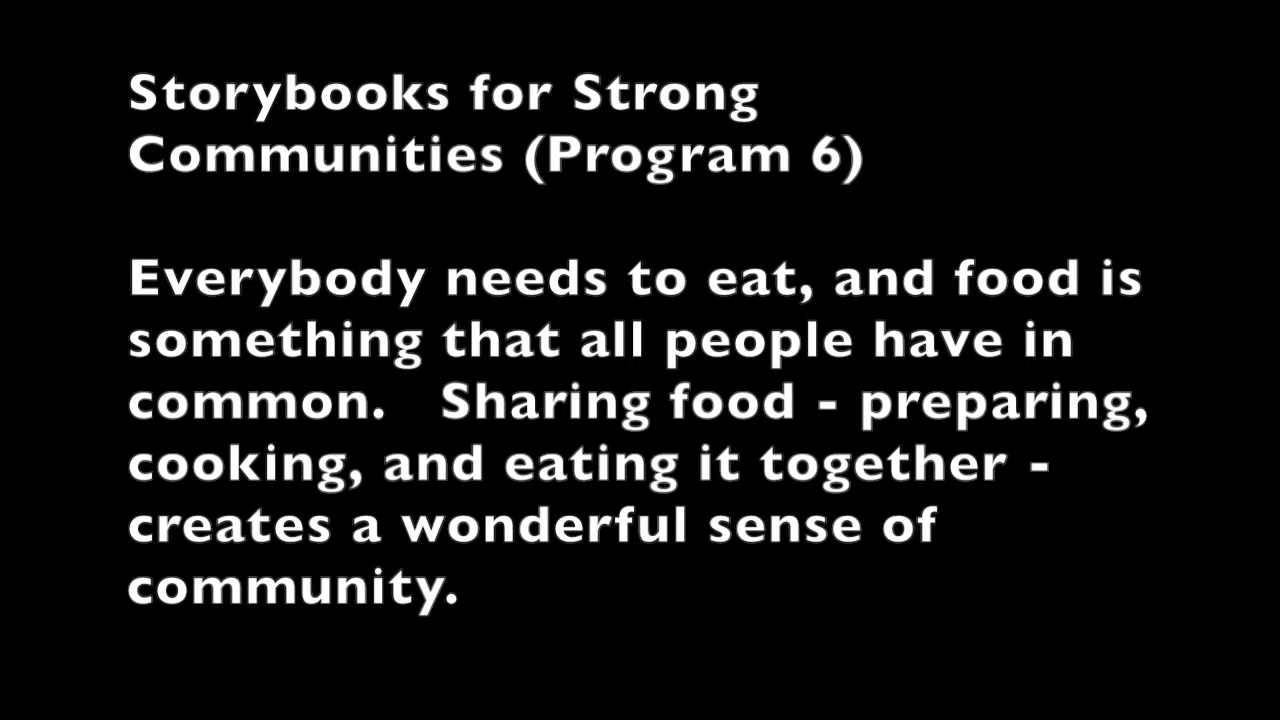 Storybooks for Strong
Communities (Program 6)
Everybody needs to eat, and food is
something that all people have in
common.   Sharing food - preparing,
cooking, and eating it together -
creates a wonderful sense of
community.